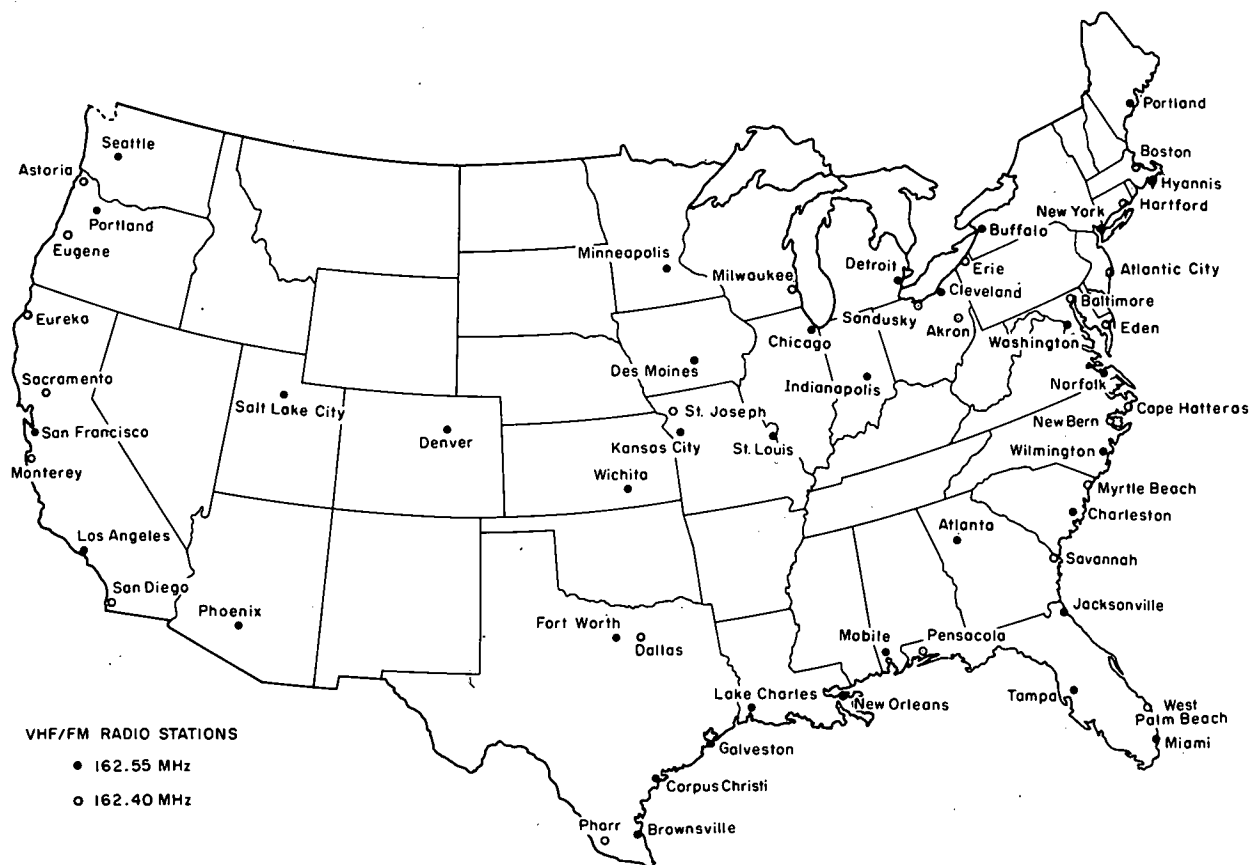 Portland
Seattle
Boston
Astoria
Hyannis
Hartford
Portland
New York
Buffalo
Eugene
Minneapolis
Detroit
Erie
Atlantic City
Milwaukee
Cleveland
Baltimore
Sandusky
Akron
Eureka
Eden
Washington
Chicago
Des Moines
Indianapolis
Norfolk
Sacramento
Salt Lake City
St. Joseph
Cape Hatteras
New Bern
San Francisco
Denver
Kansas City
St. Louis
Wilmington
Monterey
Wichita
Myrtle Beach
Charleston
Atlanta
Los Angeles
Savannah
San Diego
Phoenix
Jacksonville
Fort Worth
Dallas
Mobile
Pensacola
Lake Charles
New Orleans
Tampa
West
Palm Beach
Miami
Galveston
Corpus Christi
Pharr
Brownsville
VHF/FM RADIO STATIONS
162.55 MHz
162.40 MHz